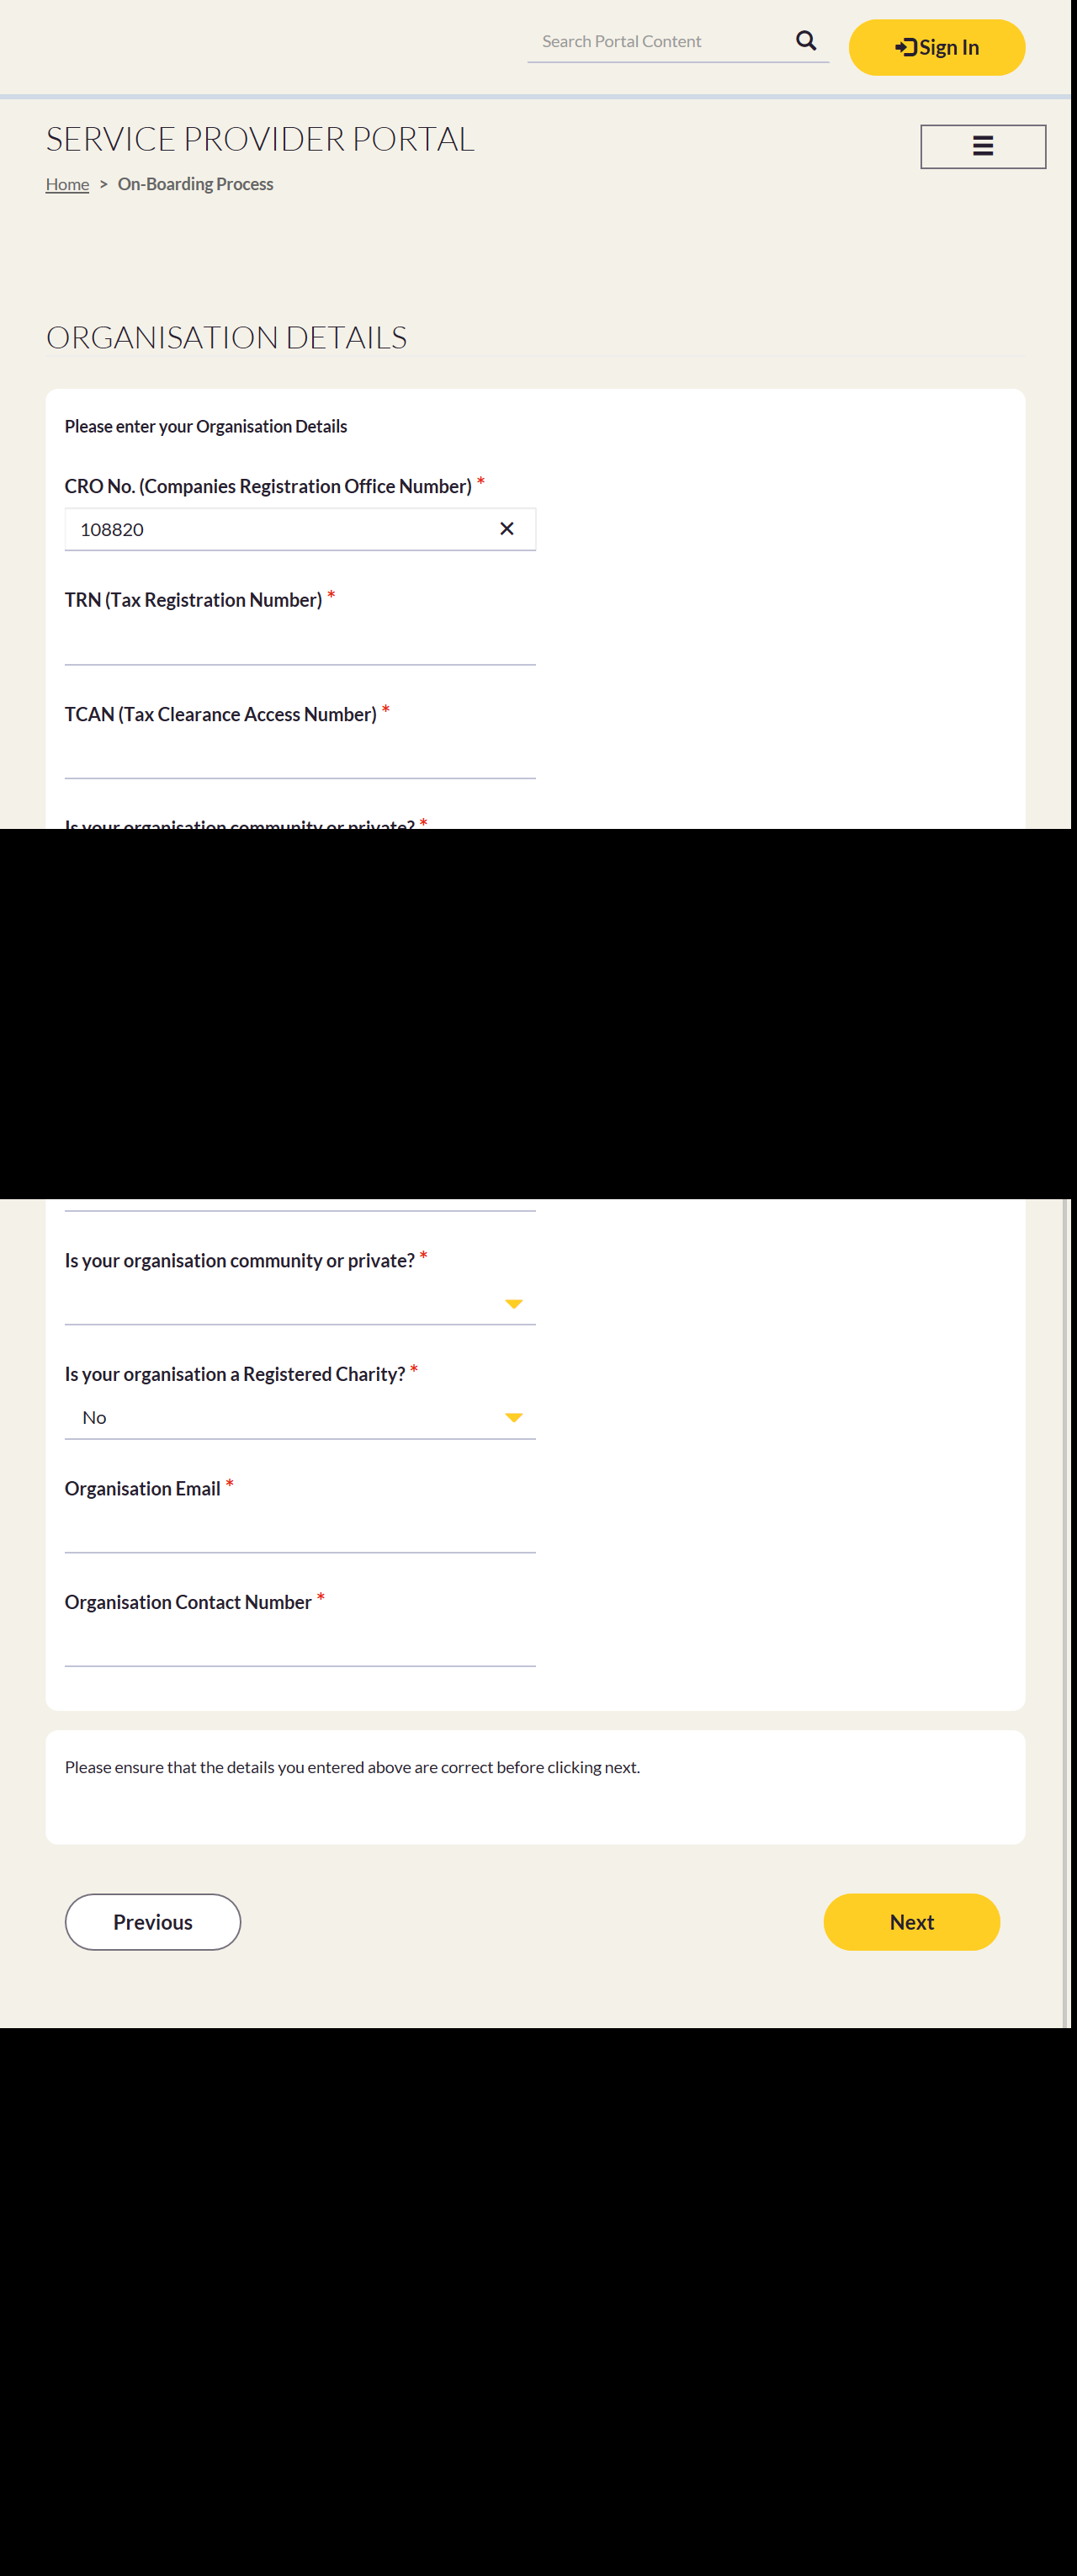 Search Portal Content
Sign In
SERVICE PROVIDER PORTAL
Home > On-Boarding Process
ORGANISATION DETAILS
Please enter your Organisation Details
CRO No. (Companies Registration Office Number) *
108820
TRN (Tax Registration Number) *
TCAN (Tax Clearance Access Number) *
Is your organisation community or private? *
Is your organisation community or private? *
Is your organisation a Registered Charity? *
No
Organisation Email *
Organisation Contact Number *
Please ensure that the details you entered above are correct before clicking next.
Previous
Next